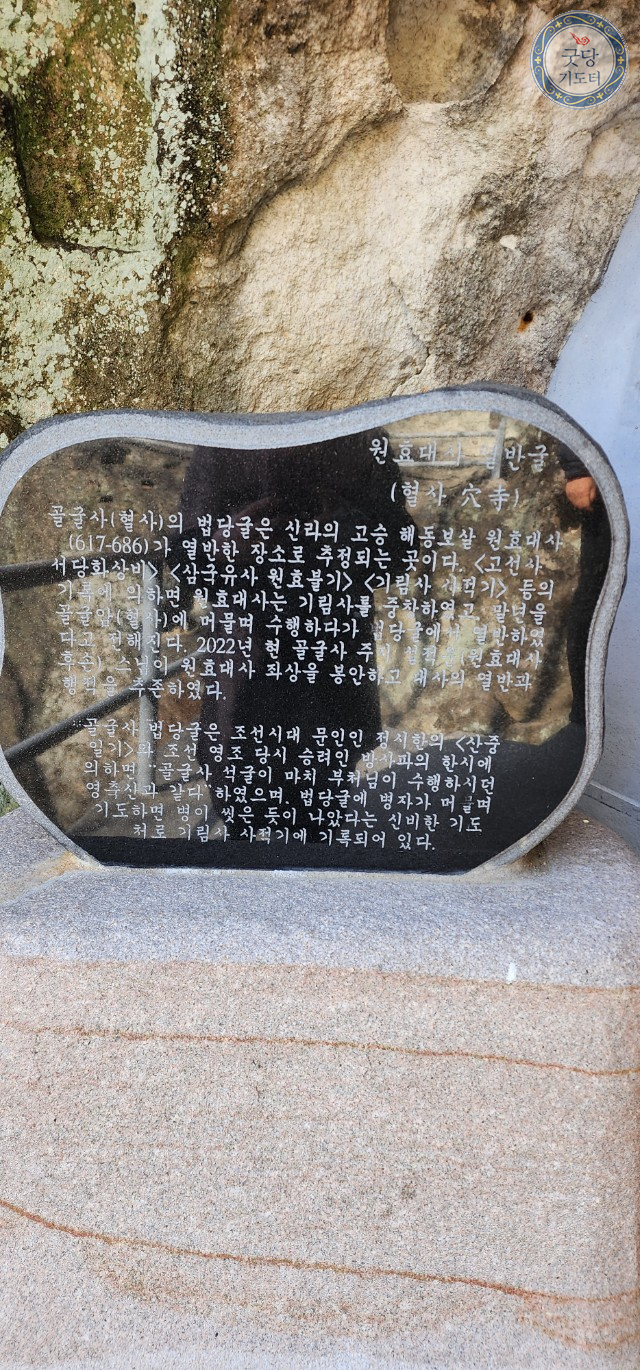 굿당
기도터
원효대사 열반굴
(혈사 穴寺)
골굴사(혈사)의 법당굴은 신라의 고승 해동보살 원효대사
(617-686)가 열반한 장소로 추정되는 곳이다. <고선사
서당화상비> <삼국유사 원효불기> <기림사 사적기> 등의
기록에 의하면 원효대사는 기림사를 중차하였고, 말년을
골굴암(혈사)에 머물며 수행하다가 법당굴에서 열반하였
다고 전해진다. 2022년 현 골굴사 주지 설적운(원효대사
후손) 스님이 원효대사 좌상을 봉안하고 대사의 열반과
행적을 추존하였다.
골굴사 법당굴은 조선시대 문인인 정시한의 <산중
일기>와 조선 영조 당시 승려인 방사파의 한시에
의하면 "골굴사 석굴이 마치 부처님이 수행하시던
영추산과 같다"하였으며, 법당굴에 병자가 머물며
기도하면 병이 씻은 듯이 나았다는 신비한 기도
처로 기림사 사적기에 기록되어 있다.